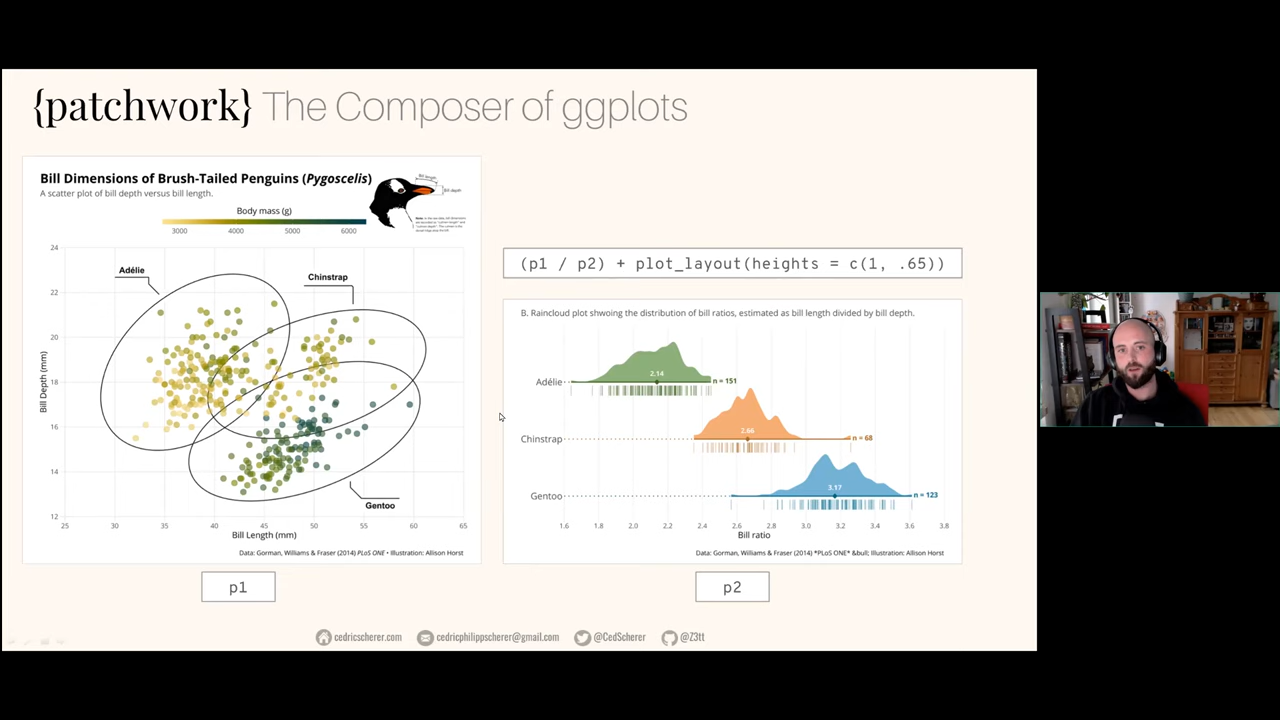 {patchwork} The Composer of ggplots
Bill Dimensions of Brush-Tailed Penguins (Pygoscelis)
A scatter plot of bill depth versus bill length.
Bill length
Bill depth
Body mass (g)
3000 4000 5000 6000
24
22
20
18
16
14
12
Bill Depth (mm)
Adélie
Chinstrap
Gentoo
25 30 35 40 45 50 55 60 65
Bill Length (mm)
Data: Gorman, Williams & Fraser (2014) PLoS ONE • Illustration: Allison Horst
p1
(p1 / p2) + plot_layout(heights = c(1, .65))
B. Raincloud plot shwoing the distribution of bill ratios, estimated as bill length divided by bill depth.
Adélie 2.14 n = 151
Chinstrap 2.66 n = 68
Gentoo 3.17 n = 123
1.6 1.8 2.0 2.2 2.4 2.6 2.8 3.0 3.2 3.4 3.6 3.8
Bill ratio
Data: Gorman, Williams & Fraser (2014) *PLoS ONE* &bull; Illustration: Allison Horst
p2
cedricscherer.com cedricphilippscherer@gmail.com @CedScherer @Z3tt